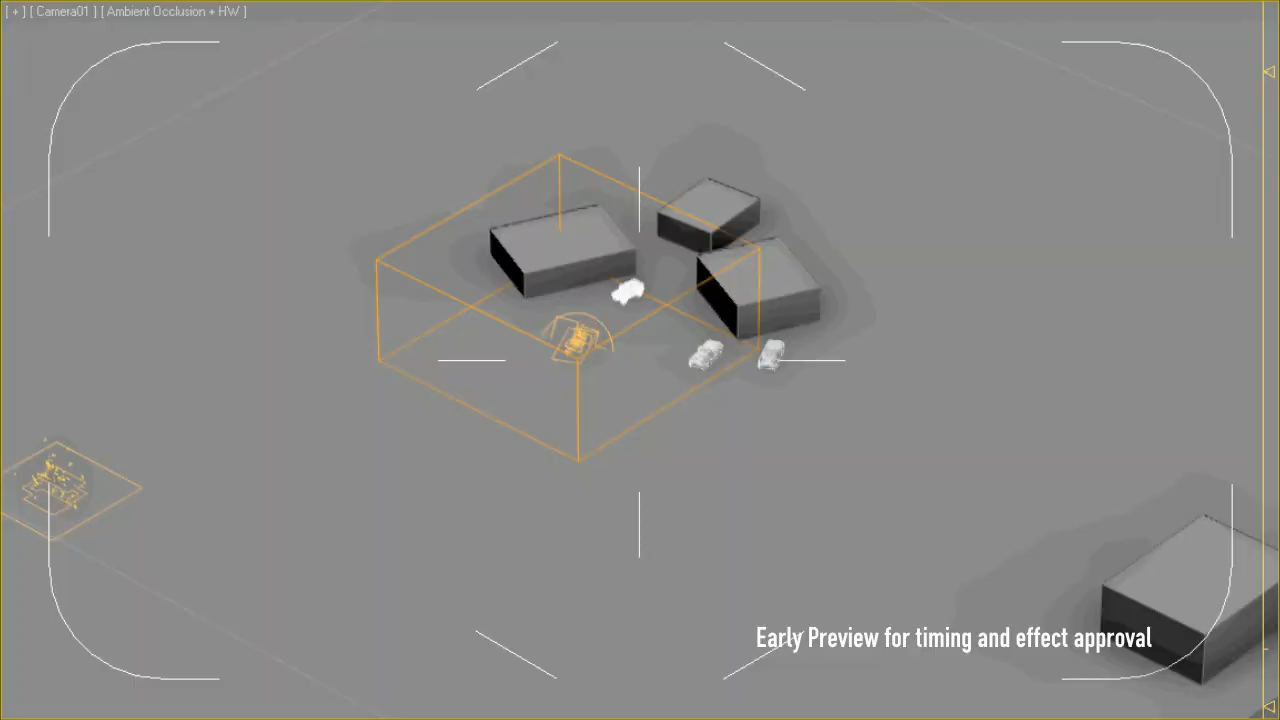 [ + ] [ Camera01 ] [ Ambient Occlusion + HW ]
Early Preview for timing and effect approval